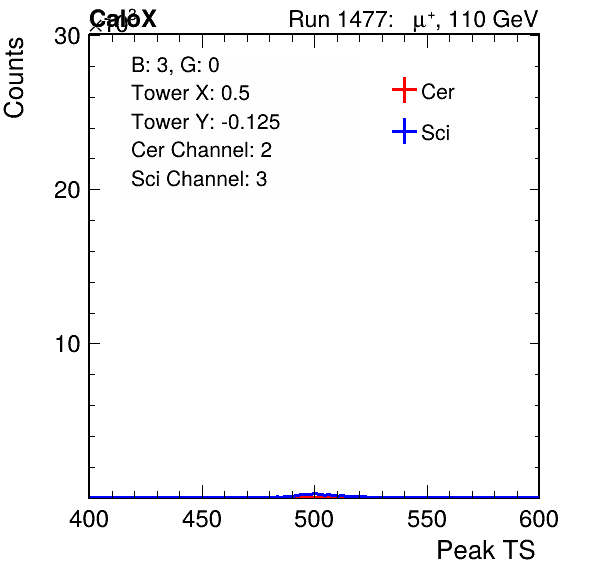 CaloX Run 1477: μ⁺, 110 GeV
×10³
30
Counts
B: 3, G: 0
Tower X: 0.5
Tower Y: -0.125
Cer Channel: 2
Sci Channel: 3
Cer
Sci
20
10
400 450 500 550 600
Peak TS